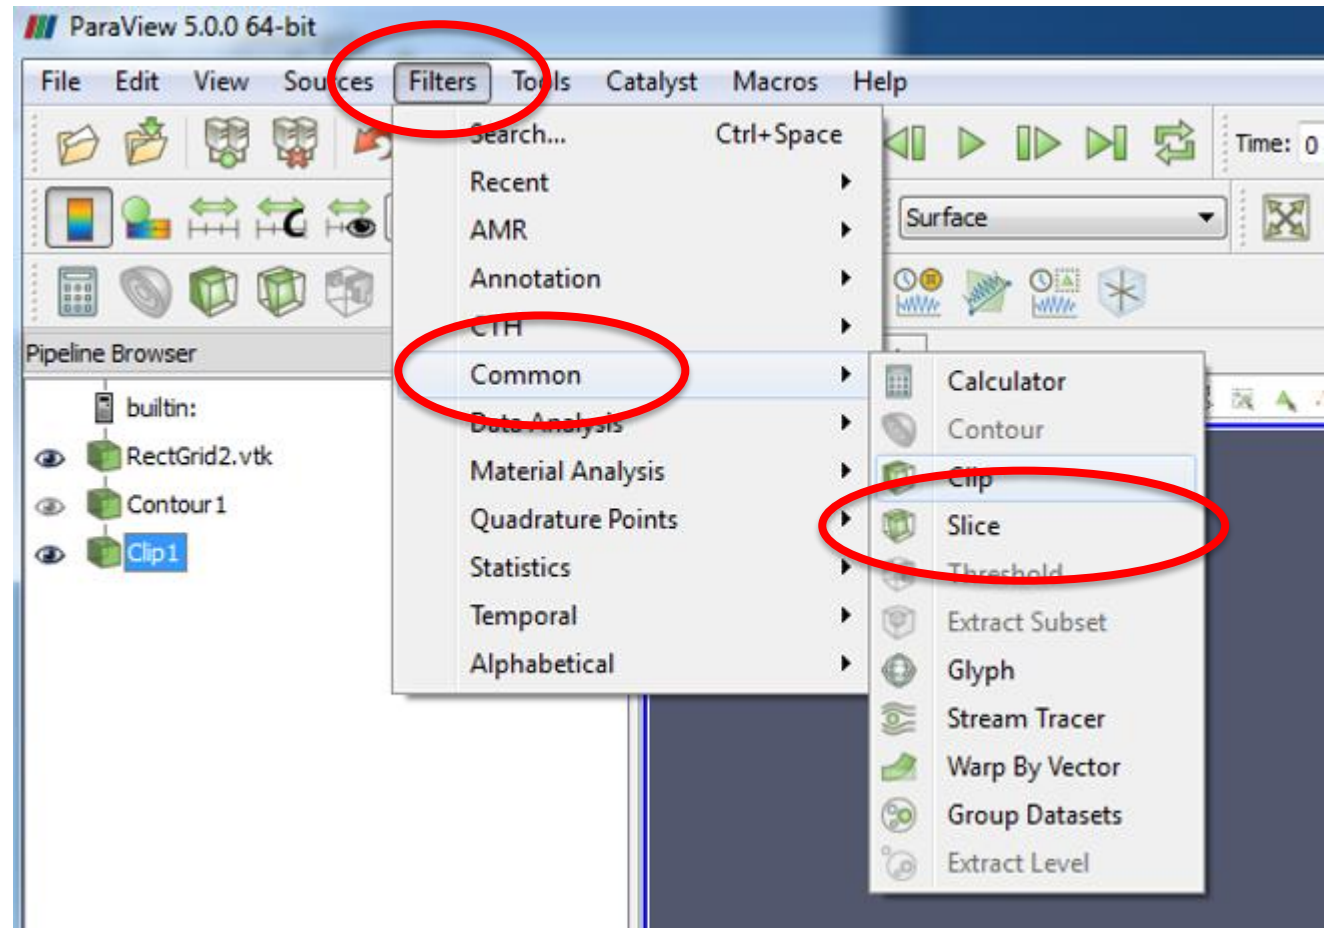 ParaView 5.0.0 64-bit
File Edit View Sources Filters Tools Catalyst Macros Help
Search... Ctrl+Space
Recent
AMR
Annotation
CTH
Common
Data Analysis
Material Analysis
Quadrature Points
Statistics
Temporal
Alphabetical
Time: 0
Surface
Pipeline Browser
builtin:
RectGrid2.vtk
Contour1
Clip1
Calculator
Contour
Clip
Slice
Threshold
Extract Subset
Glyph
Stream Tracer
Warp By Vector
Group Datasets
Extract Level